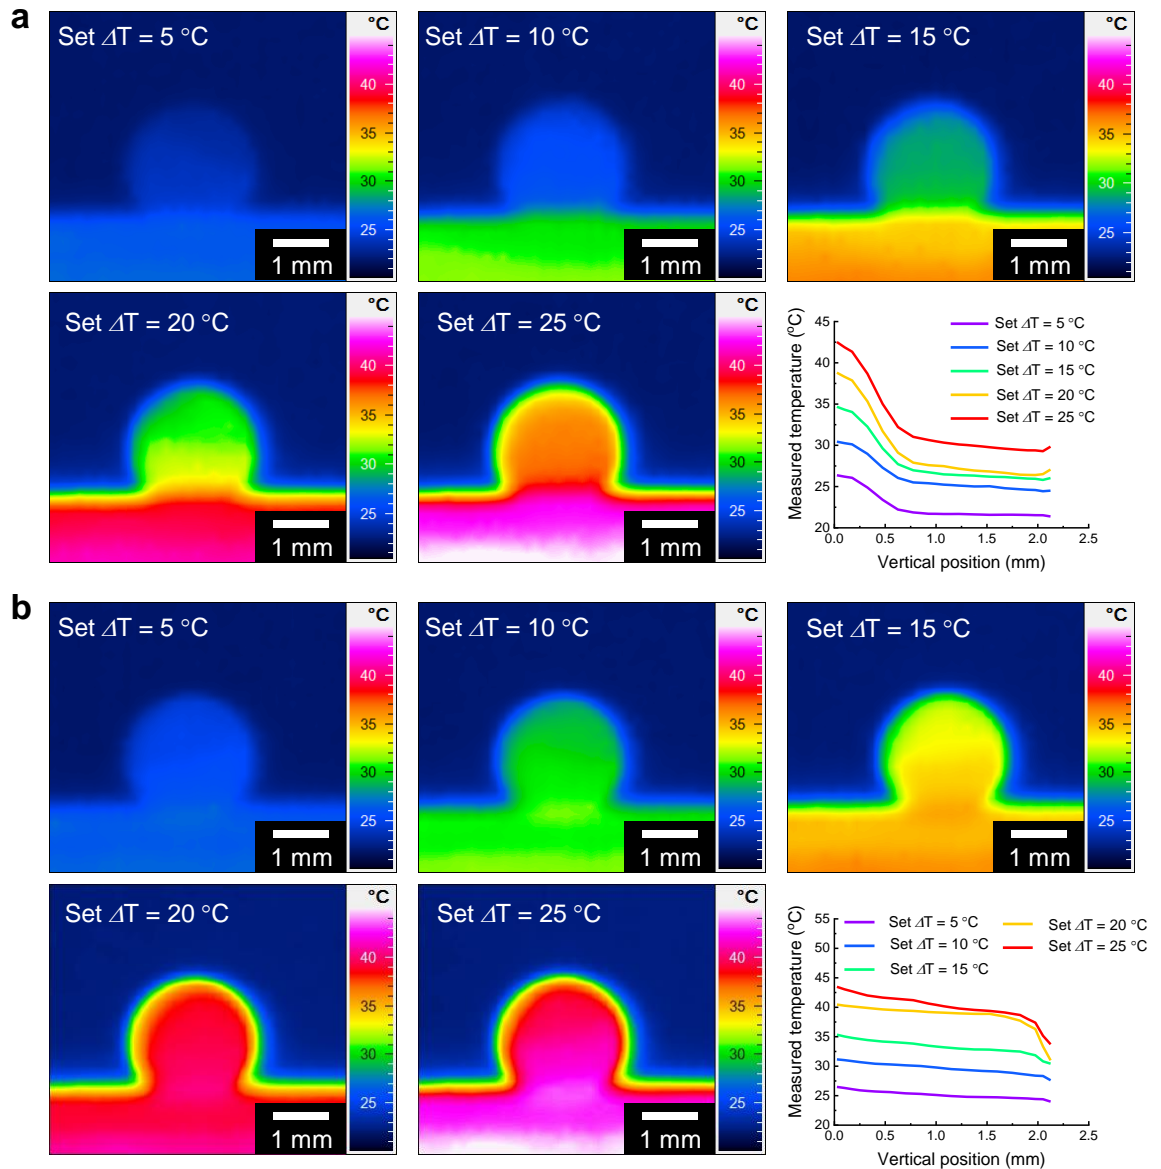 a
Set ΔT = 5 °C
°C
40
35
30
25
1 mm
Set ΔT = 10 °C
°C
40
35
30
25
1 mm
Set ΔT = 15 °C
°C
40
35
30
25
1 mm
Set ΔT = 20 °C
°C
40
35
30
25
1 mm
Set ΔT = 25 °C
°C
40
35
30
25
1 mm
Measured temperature (°C)
45
40
35
30
25
20
Set ΔT = 5 °C
Set ΔT = 10 °C
Set ΔT = 15 °C
Set ΔT = 20 °C
Set ΔT = 25 °C
0.0 0.5 1.0 1.5 2.0 2.5
Vertical position (mm)
b
Set ΔT = 5 °C
°C
40
35
30
25
1 mm
Set ΔT = 10 °C
°C
40
35
30
25
1 mm
Set ΔT = 15 °C
°C
40
35
30
25
1 mm
Set ΔT = 20 °C
°C
40
35
30
25
1 mm
Set ΔT = 25 °C
°C
40
35
30
25
1 mm
Measured temperature (°C)
55
50
45
40
35
30
25
20
Set ΔT = 5 °C
Set ΔT = 10 °C
Set ΔT = 15 °C
Set ΔT = 20 °C
Set ΔT = 25 °C
0.0 0.5 1.0 1.5 2.0 2.5
Vertical position (mm)